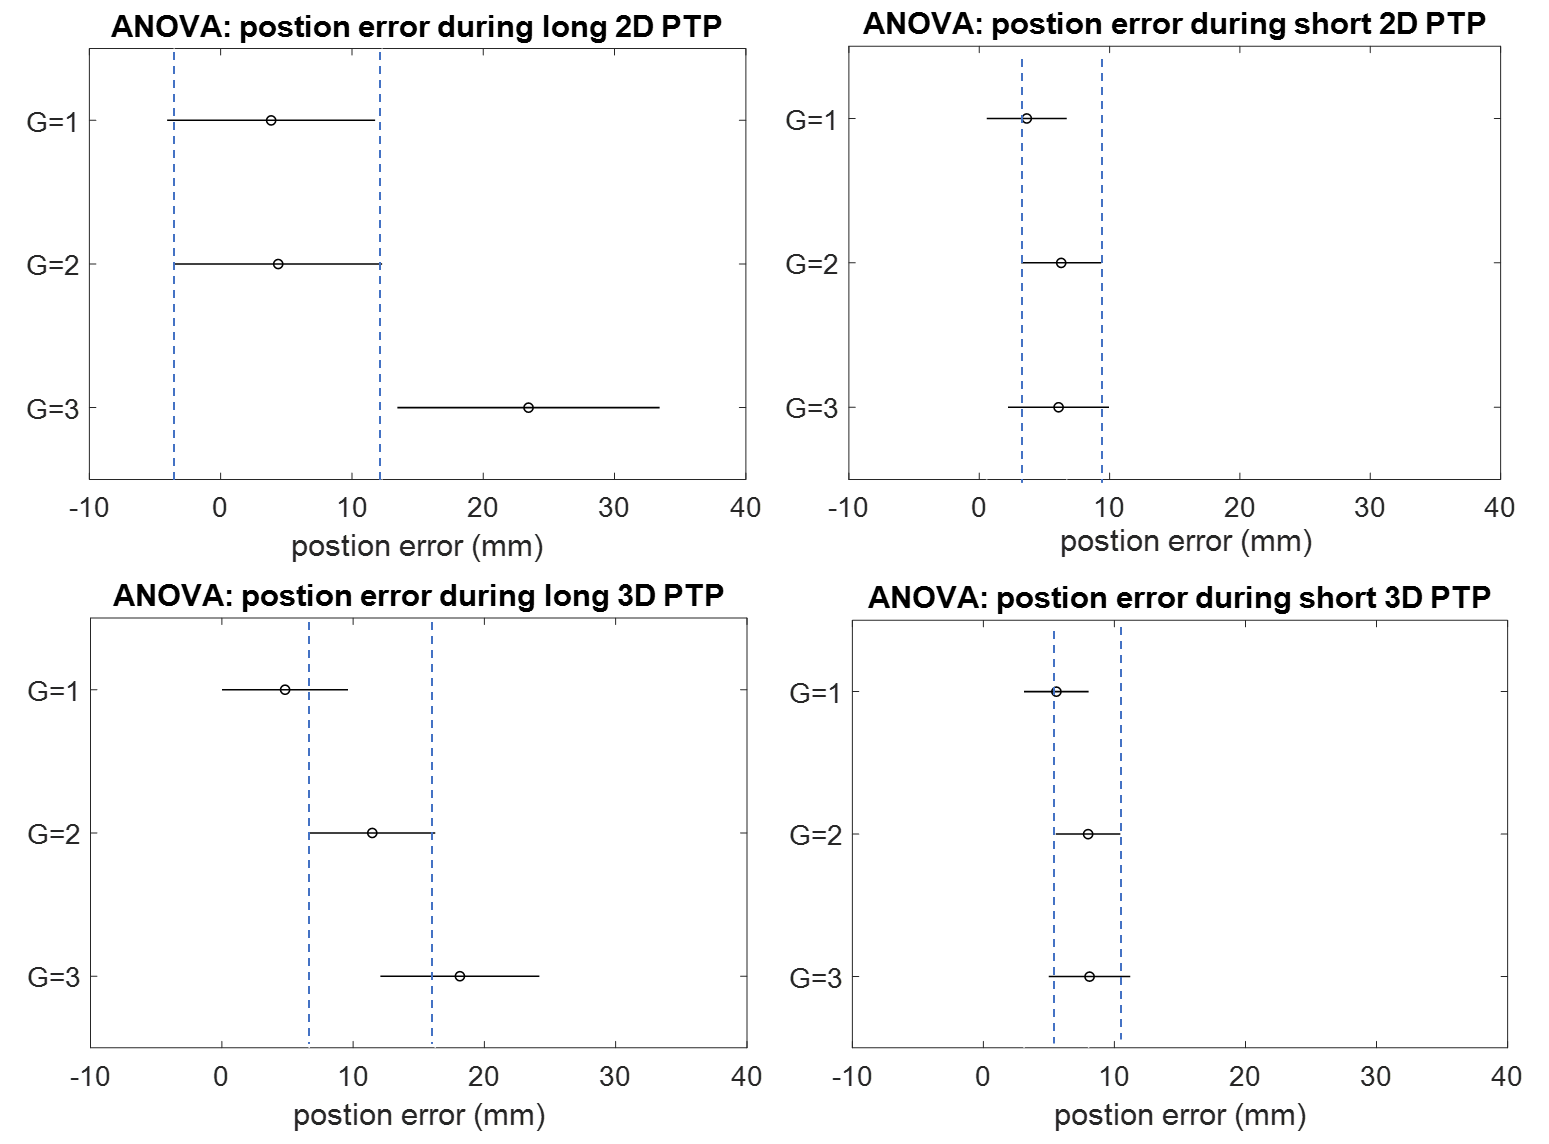 ANOVA: postion error during long 2D PTP
G=1
G=2
G=3
-10 0 10 20 30 40
postion error (mm)
ANOVA: postion error during short 2D PTP
G=1
G=2
G=3
-10 0 10 20 30 40
postion error (mm)
ANOVA: postion error during long 3D PTP
G=1
G=2
G=3
-10 0 10 20 30 40
postion error (mm)
ANOVA: postion error during short 3D PTP
G=1
G=2
G=3
-10 0 10 20 30 40
postion error (mm)